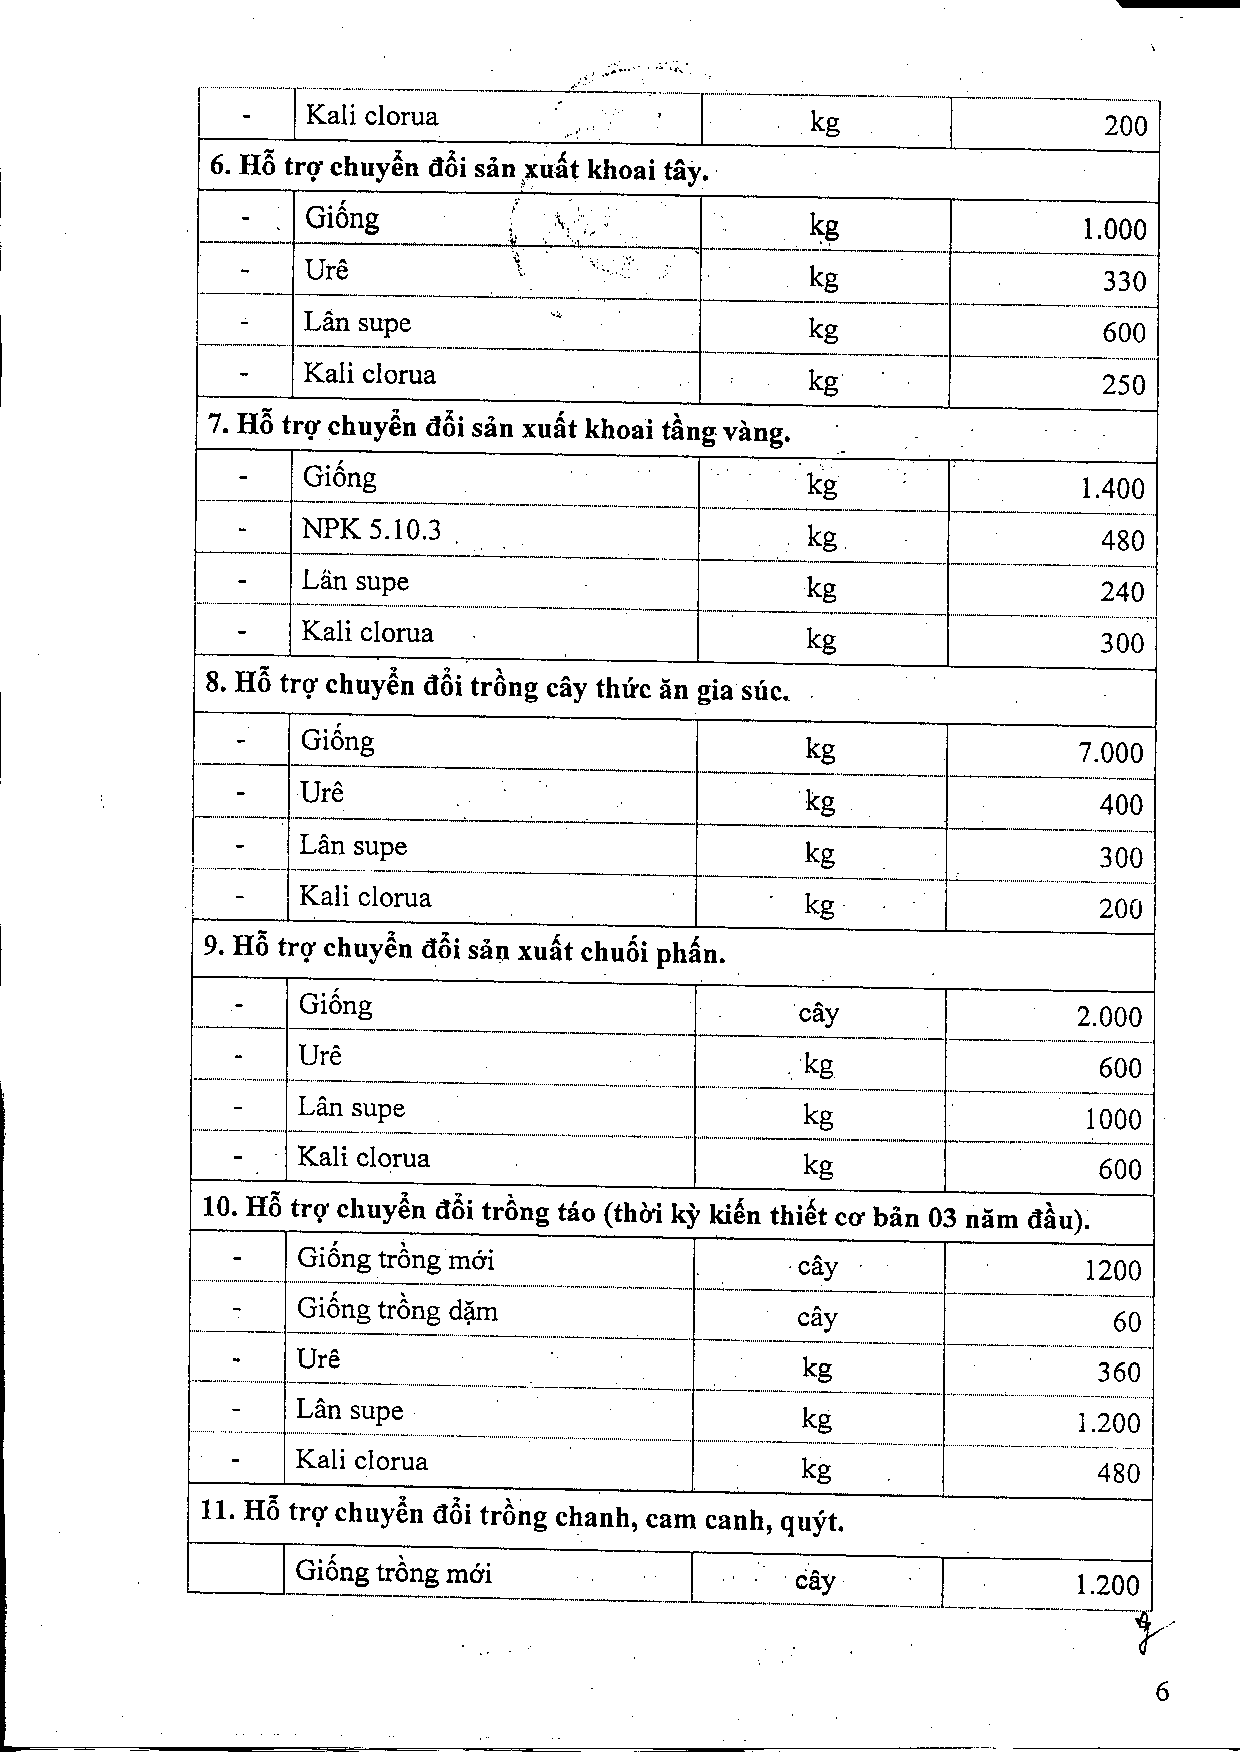 - Kali clorua kg 200
6. Hỗ trợ chuyển đổi sản xuất khoai tây.
- Giống kg 1.000
- Urê kg 330
- Lân supe kg 600
- Kali clorua kg 250
7. Hỗ trợ chuyển đổi sản xuất khoai tầng vàng.
- Giống kg 1.400
- NPK 5.10.3 kg 480
- Lân supe kg 240
- Kali clorua kg 300
8. Hỗ trợ chuyển đổi trồng cây thức ăn gia súc.
- Giống kg 7.000
- Urê kg 400
- Lân supe kg 300
- Kali clorua kg 200
9. Hỗ trợ chuyển đổi sản xuất chuối phấn.
- Giống cây 2.000
- Urê kg 600
- Lân supe kg 1000
- Kali clorua kg 600
10. Hỗ trợ chuyển đổi trồng táo (thời kỳ kiến thiết cơ bản 03 năm đầu).
- Giống trồng mới cây 1200
- Giống trồng dặm cây 60
- Urê kg 360
- Lân supe kg 1.200
- Kali clorua kg 480
11. Hỗ trợ chuyển đổi trồng chanh, cam canh, quýt.
Giống trồng mới cây 1.200
6